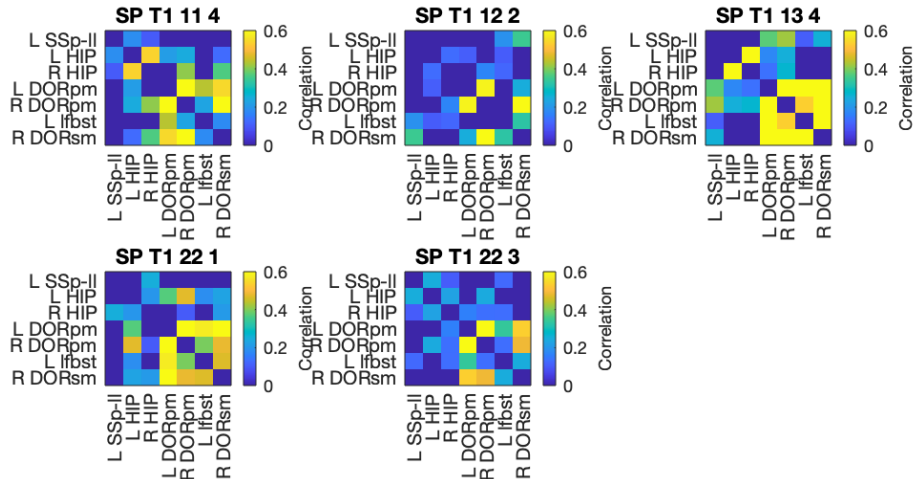 SP T1 11 4
L SSp-ll
L HIP
R HIP
L DORpm
R DORpm
L lfbst
R DORsm
L SSp-ll
L HIP
R HIP
L DORpm
R DORpm
L lfbst
R DORsm
0.6
0.4
0.2
0
Correlation
SP T1 12 2
L SSp-ll
L HIP
R HIP
L DORpm
R DORpm
L lfbst
R DORsm
L SSp-ll
L HIP
R HIP
L DORpm
R DORpm
L lfbst
R DORsm
0.6
0.4
0.2
0
Correlation
SP T1 13 4
L SSp-ll
L HIP
R HIP
L DORpm
R DORpm
L lfbst
R DORsm
L SSp-ll
L HIP
R HIP
L DORpm
R DORpm
L lfbst
R DORsm
0.6
0.4
0.2
0
Correlation
SP T1 22 1
L SSp-ll
L HIP
R HIP
L DORpm
R DORpm
L lfbst
R DORsm
L SSp-ll
L HIP
R HIP
L DORpm
R DORpm
L lfbst
R DORsm
0.6
0.4
0.2
0
Correlation
SP T1 22 3
L SSp-ll
L HIP
R HIP
L DORpm
R DORpm
L lfbst
R DORsm
L SSp-ll
L HIP
R HIP
L DORpm
R DORpm
L lfbst
R DORsm
0.6
0.4
0.2
0
Correlation